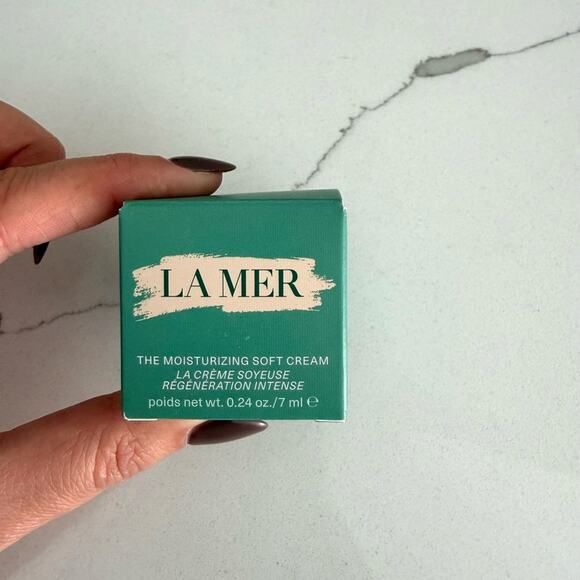 LA MER
THE MOISTURIZING SOFT CREAM
LA CRÈME SOYEUSE
RÉGÉNÉRATION INTENSE
poids net wt. 0.24 oz./7 ml ℮